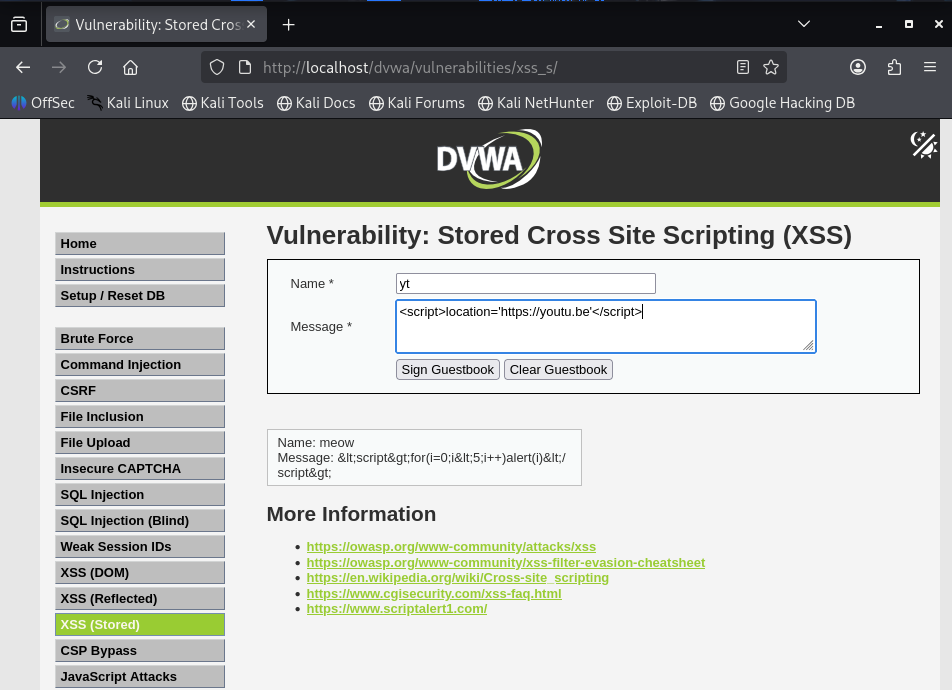 Vulnerability: Stored Cros
http://localhost/dvwa/vulnerabilities/xss_s/
OffSec Kali Linux Kali Tools Kali Docs Kali Forums Kali NetHunter Exploit-DB Google Hacking DB
DVWA
Home
Instructions
Setup / Reset DB
Brute Force
Command Injection
CSRF
File Inclusion
File Upload
Insecure CAPTCHA
SQL Injection
SQL Injection (Blind)
Weak Session IDs
XSS (DOM)
XSS (Reflected)
XSS (Stored)
CSP Bypass
JavaScript Attacks
Vulnerability: Stored Cross Site Scripting (XSS)
Name * yt
Message * <script>location='https://youtu.be'</script>
Sign Guestbook Clear Guestbook
Name: meow
Message: &lt;script&gt;for(i=0;i&lt;5;i++)alert(i)&lt;/
script&gt;
More Information
https://owasp.org/www-community/attacks/xss
https://owasp.org/www-community/xss-filter-evasion-cheatsheet
https://en.wikipedia.org/wiki/Cross-site_scripting
https://www.cgisecurity.com/xss-faq.html
https://www.scriptalert1.com/